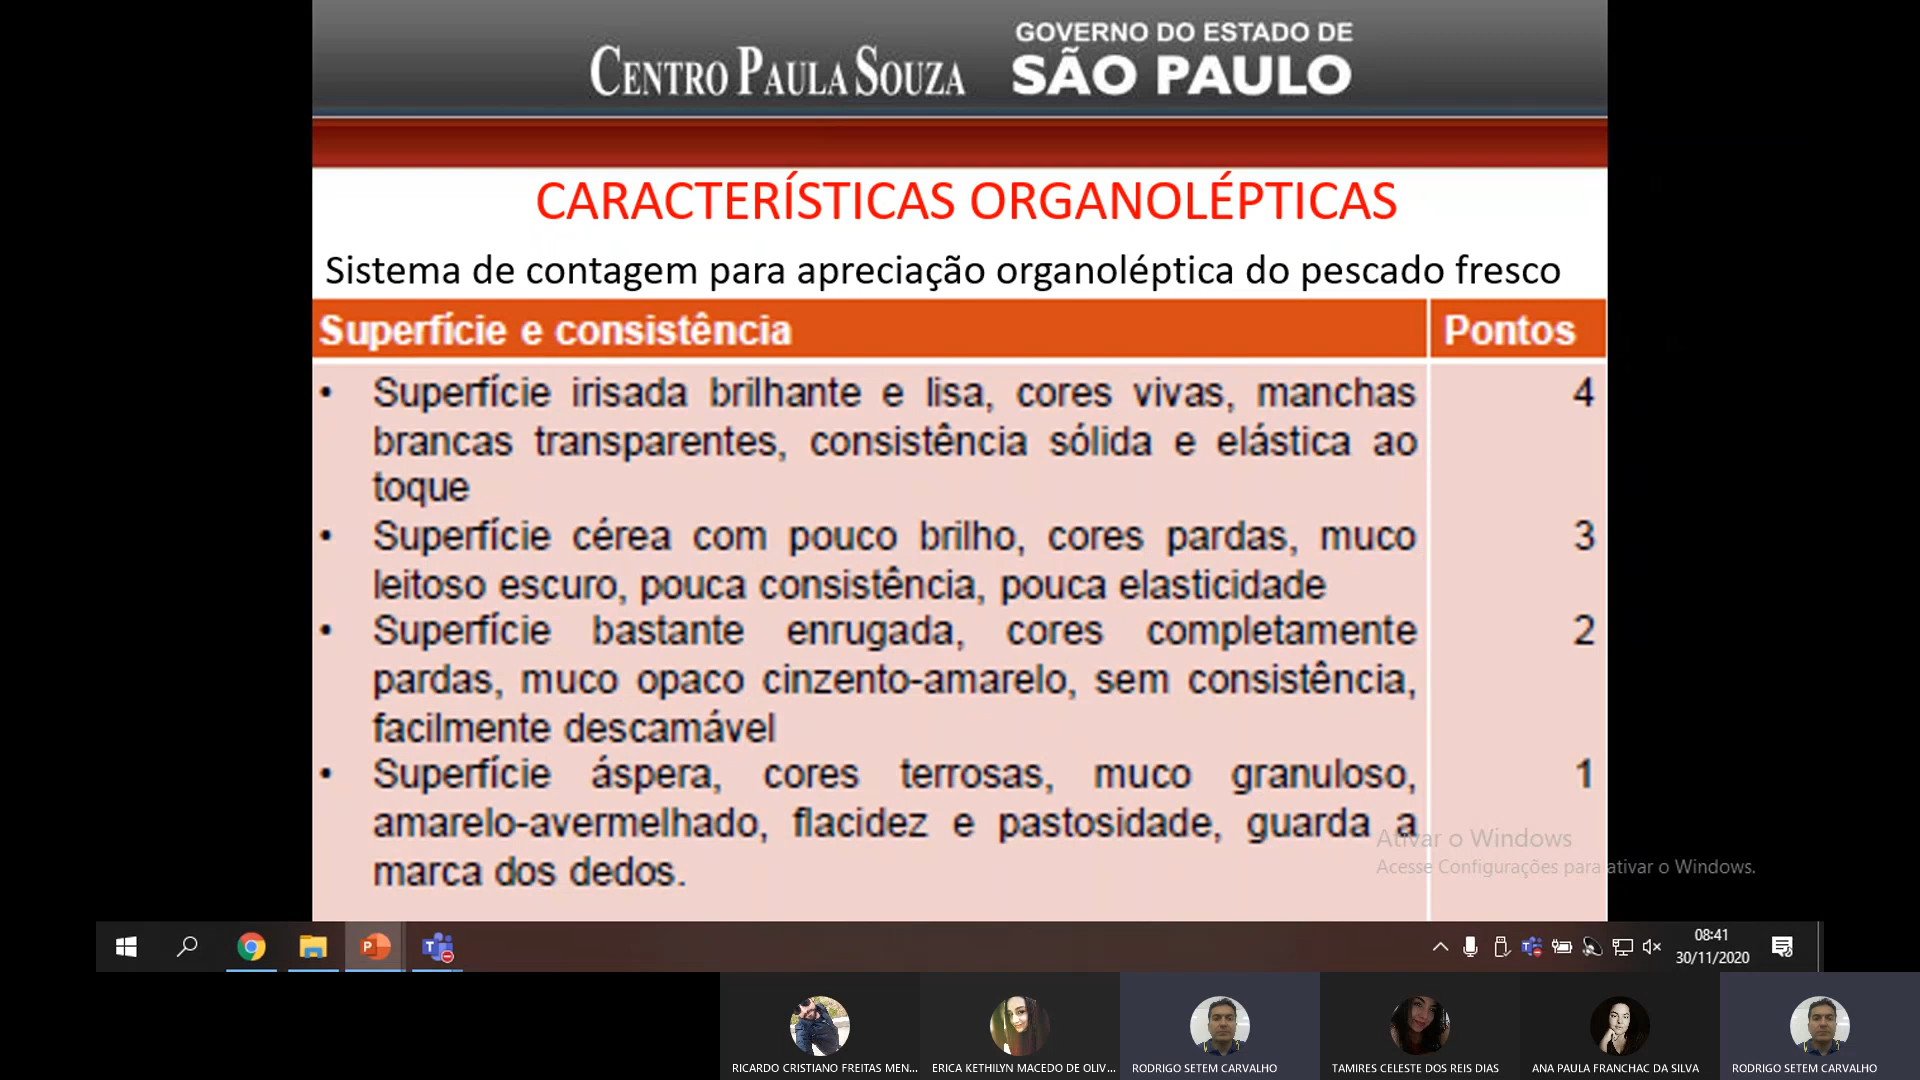 CENTRO PAULA SOUZA
GOVERNO DO ESTADO DE
SÃO PAULO
CARACTERÍSTICAS ORGANOLÉPTICAS
Sistema de contagem para apreciação organoléptica do pescado fresco
Superfície e consistência Pontos
• Superfície irisada brilhante e lisa, cores vivas, manchas 4
brancas transparentes, consistência sólida e elástica ao
toque
• Superfície cérea com pouco brilho, cores pardas, muco 3
leitoso escuro, pouca consistência, pouca elasticidade
• Superfície bastante enrugada, cores completamente 2
pardas, muco opaco cinzento-amarelo, sem consistência,
facilmente descamável
• Superfície áspera, cores terrosas, muco granuloso, 1
amarelo-avermelhado, flacidez e pastosidade, guarda a
marca dos dedos.
Ativar o Windows
Acesse Configurações para ativar o Windows.
08:41
30/11/2020
RICARDO CRISTIANO FREITAS MEN...
ERICA KETHILYN MACEDO DE OLIV...
RODRIGO SETEM CARVALHO
TAMIRES CELESTE DOS REIS DIAS
ANA PAULA FRANCHAC DA SILVA
RODRIGO SETEM CARVALHO